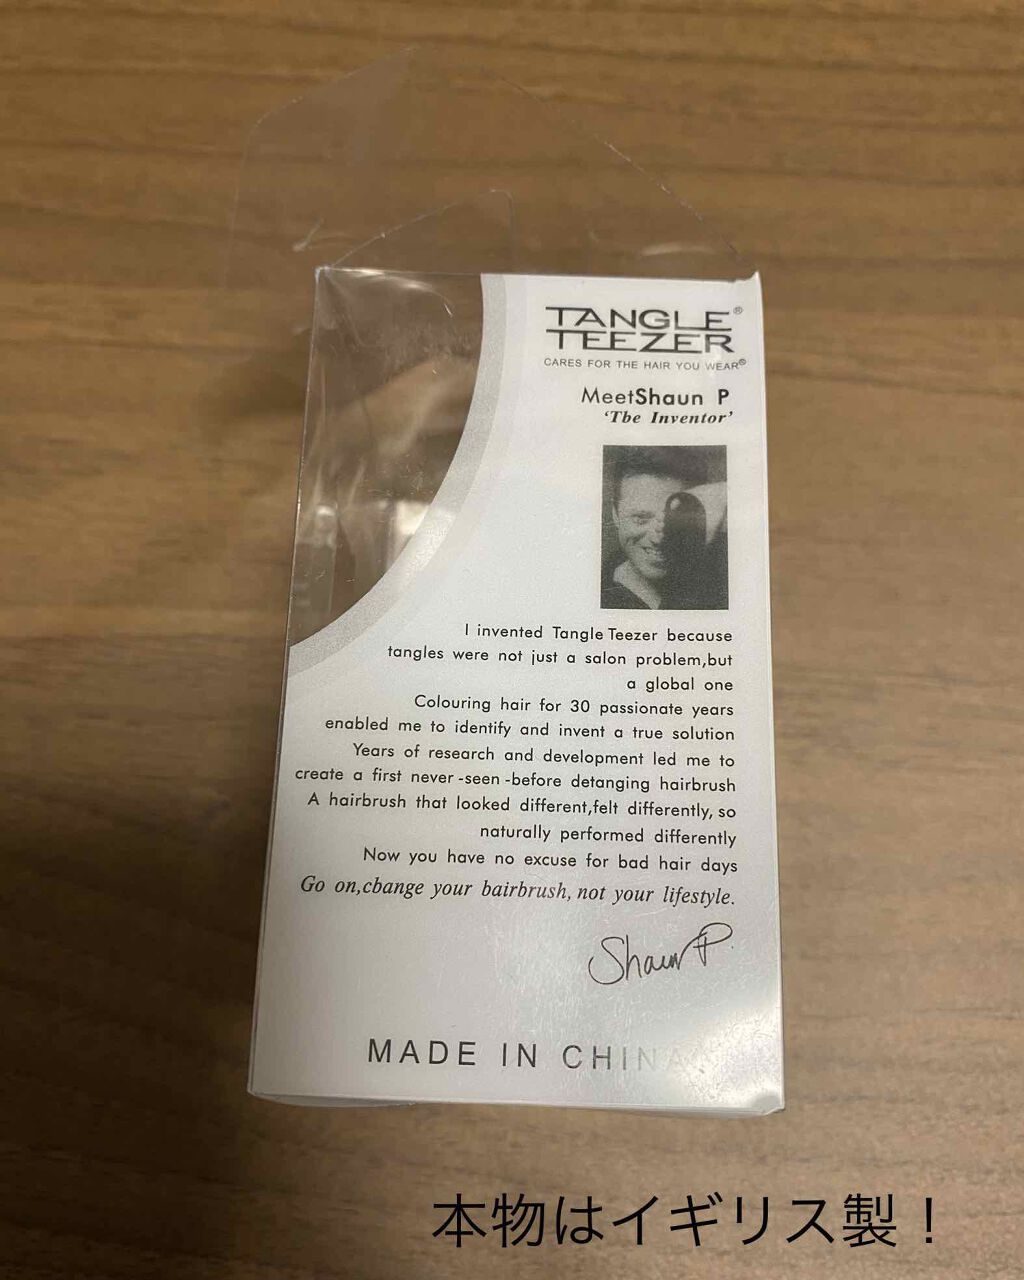 TANGLE®
TEEZER
CARES FOR THE HAIR YOU WEAR®
MeetShaun P
‘The Inventor’
I invented Tangle Teezer because
tangles were not just a salon problem,but
a global one
Colouring hair for 30 passionate years
enabled me to identify and invent a true solution
Years of research and development led me to
create a first never -seen -before detanging hairbrush
A hairbrush that looked different,felt differently, so
naturally performed differently
Now you have no excuse for bad hair days
Go on,cbange your bairbrush, not your lifestyle.
Shaun P.
MADE IN CHINA
本物はイギリス製！